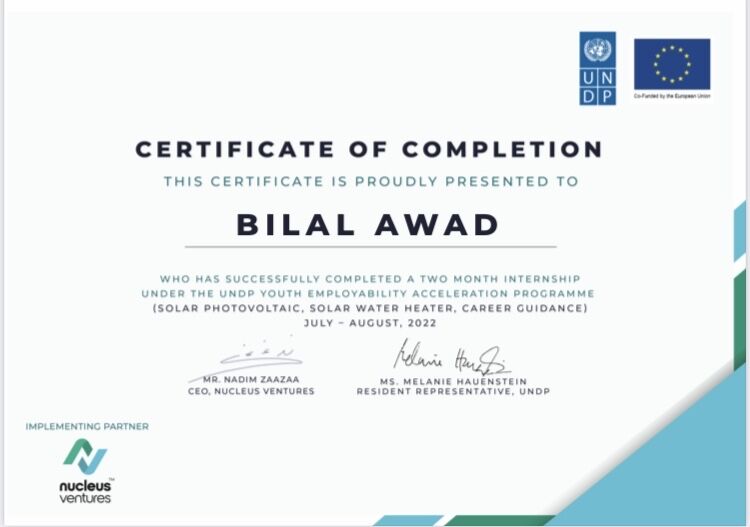 UN
DP
Co-Funded by the European Union
CERTIFICATE OF COMPLETION
THIS CERTIFICATE IS PROUDLY PRESENTED TO
BILAL AWAD
WHO HAS SUCCESSFULLY COMPLETED A TWO MONTH INTERNSHIP
UNDER THE UNDP YOUTH EMPLOYABILITY ACCELERATION PROGRAMME
(SOLAR PHOTOVOLTAIC, SOLAR WATER HEATER, CAREER GUIDANCE)
JULY – AUGUST, 2022
Melanie Hauenstein
MR. NADIM ZAAZAA
CEO, NUCLEUS VENTURES
MS. MELANIE HAUENSTEIN
RESIDENT REPRESENTATIVE, UNDP
IMPLEMENTING PARTNER
nucleus™
ventures